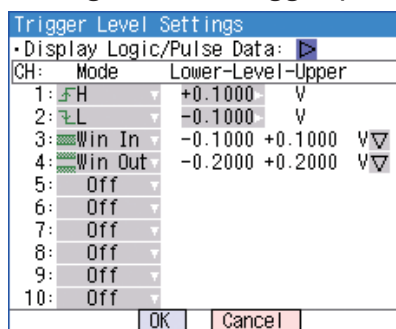 Trigger Level Settings
・Display Logic/Pulse Data:
CH: Mode Lower-Level-Upper
1: H +0.1000 V
2: L -0.1000 V
3: Win In -0.1000 +0.1000 V
4: Win Out -0.2000 +0.2000 V
5: Off
6: Off
7: Off
8: Off
9: Off
10: Off
OK Cancel